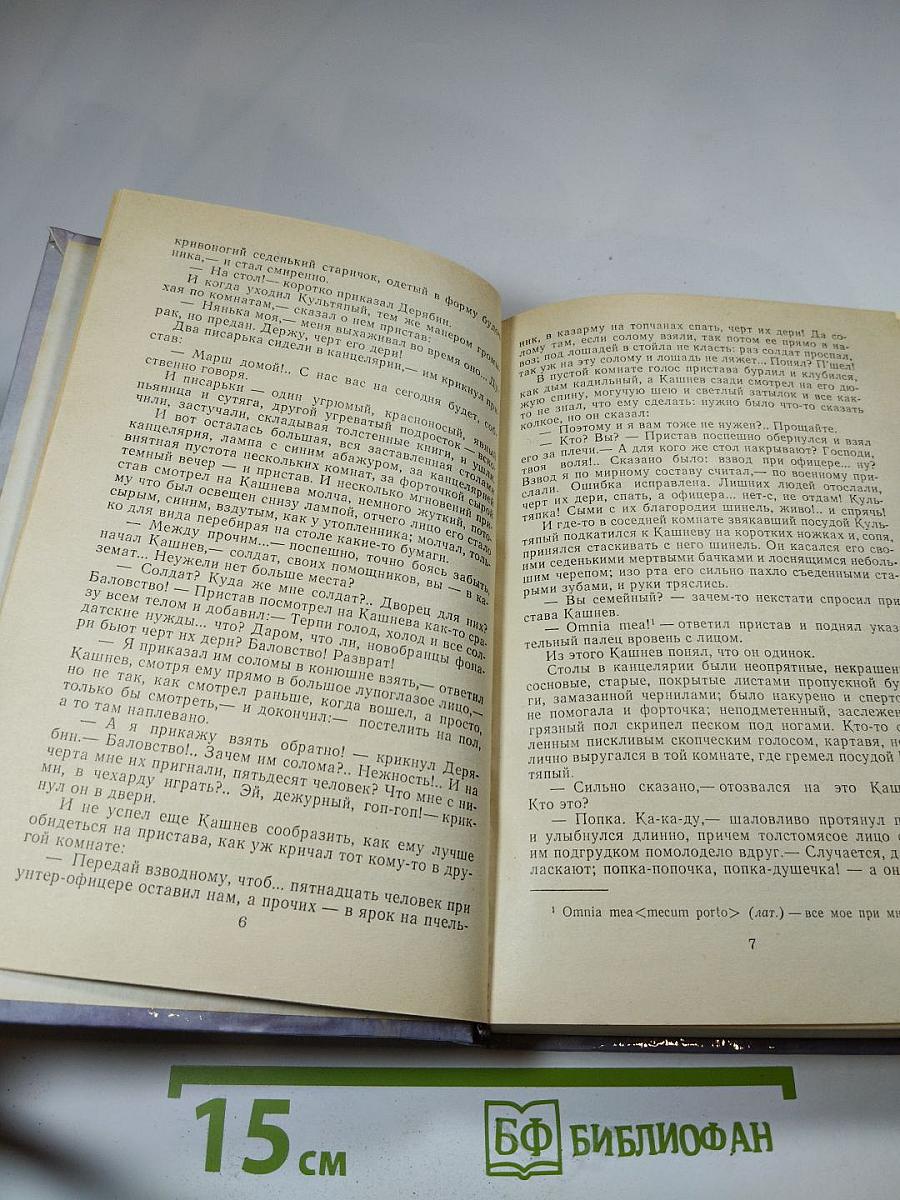 кривоногий седенький старичок, одетый в форму будоч-
ника,— и стал смиренно.
— На стол!— коротко приказал Дерябин.
И когда уходил Культяпый, тем же манером громы-
хая по комнатам,— сказал о нем пристав:
— Нянька моя,— меня выхаживал во время оно... Ду-
рак, но предан. Держу, черт его дери!
Два писарька сидели в канцелярии,— им крикнул при-
став:
— Марш домой!.. С нас вас на сегодня будет, соб-
ственно говоря.
И писарьки — один угрюмый, красноносый, явный
пьяница и сутяга, другой угреватый подросток — вско-
чили, застучали, складывая толстенные книги, и ушли.
И вот осталась большая, вся заставленная столами
канцелярия, лампа с синим абажуром, за канцелярией
внятная пустота нескольких комнат, за форточкой сырой
темный вечер — и пристав. И несколько мгновений при-
став смотрел на Кашнева молча, немного жуткий, пото-
му что был освещен снизу лампой, отчего лицо его стало
сырым, синим, вздутым, как у утопленника; молчал, толь-
ко для вида перебирая на столе какие-то бумаги.
— Между прочим...— поспешно, точно боясь забыть,
начал Кашнев,— солдат, своих помощников, вы — в ка-
земат... Неужели нет больше места?
— Солдат? Куда же мне солдат?.. Дворец для них?
Баловство! — Пристав посмотрел на Кашнева как-то сра-
зу всем телом и добавил:— Терпи голод, холод и все сол-
датские нужды... что? Даром, что ли, новобранцы фона-
ри бьют черт их дери? Баловство! Разврат!
— Я приказал им соломы в конюшне взять,— ответил
Кашнев, смотря ему прямо в большое лупоглазое лицо,—
но не так, как смотрел раньше, когда вошел, а просто,
только бы смотреть,— и докончил:— постелить на пол,
а то там наплевано.
— А я прикажу взять обратно! — крикнул Деря-
бин.— Баловство!.. Зачем им солома?.. Нежность!.. И на
черта мне их пригнали, пятьдесят человек? Что мне с ни-
ми, в чехарду играть?.. Эй, дежурный, гоп-гоп!— крик-
нул он в двери.
И не успел еще Кашнев сообразить, как ему лучше
обидеться на пристава, как уж кричал тот кому-то в дру-
гой комнате:
— Передай взводному, чтоб... пятнадцать человек при
унтер-офицере оставил нам, а прочих — в ярок на пчель-
6
ник, в казарму на топчанах спать, черт их дери! Да со-
лому там, если солому взяли, так потом ее прямо в на-
воз; под лошадей в стойла не класть: раз солдат проспал,
так уж на эту солому и лошадь не ляжет... Понял? П'шел!
В пустой комнате голос пристава бурлил и клубился,
как дым кадильный, а Кашнев сзади смотрел на его дю-
жую спину, могучую шею и светлый затылок и все как-
то не знал, что ему сделать: нужно было что-то сказать
колкое, но он сказал:
— Поэтому и я вам тоже не нужен?.. Прощайте.
— Кто? Вы? — Пристав поспешно обернулся и взял
его за плечи.— А для кого же стол накрывают? Господи,
твоя воля!.. Сказано было: взвод при офицере... ну?
Взвод я по мирному составу считал,— по военному при-
слали. Ошибка исправлена. Лишних людей отослали,
черт их дери, спать, а офицера... нет-с, не отдам! Куль-
тяпка! Сыми с их благородия шинель, живо!.. и спрячь!
И где-то в соседней комнате звякавший посудой Куль-
тяпый подкатился к Кашневу на коротких ножках и, сопя,
принялся стаскивать с него шинель. Он касался его сво-
ими седенькими мертвыми бачками и лоснящимся неболь-
шим черепом; изо рта его сильно пахло съеденными ста-
рыми зубами, и руки тряслись.
— Вы семейный? — зачем-то некстати спросил при-
става Кашнев.
— Omnia mea!¹ — ответил пристав и поднял указа-
тельный палец вровень с лицом.
Из этого Кашнев понял, что он одинок.
Столы в канцелярии были неопрятные, некрашен
сосновые, старые, покрытые листами пропускной бу
ги, замазанной чернилами; было накурено и сперто
не помогала и форточка; неподметенный, заслежен
грязный пол скрипел песком под ногами. Кто-то с
ленным пискливым скопческим голосом, картавя, не
лично выругался в той комнате, где гремел посудой
тяпый.
— Сильно сказано,— отозвался на это Каш
Кто это?
— Попка. Ка-ка-ду,— шаловливо протянул п
и улыбнулся длинно, причем толстомясое лицо с
им подгрудком помолодело вдруг.— Случается, д
ласкают; попка-попочка, попка-душечка! — а он
¹ Omnia mea<mecum porto> (лат.) — все мое при мн
7
15 см
БФ БИБЛИОФАН